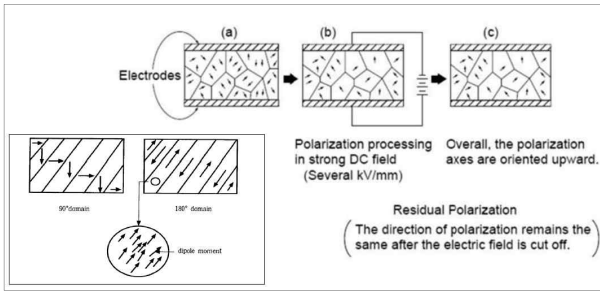 (a)
(b)
(c)
Electrodes
Polarization processing
in strong DC field
(Several kV/mm)
Overall, the polarization
axes are oriented upward.
Residual Polarization
The direction of polarization remains the
same after the electric field is cut off.
90°domain
180° domain
dipole moment